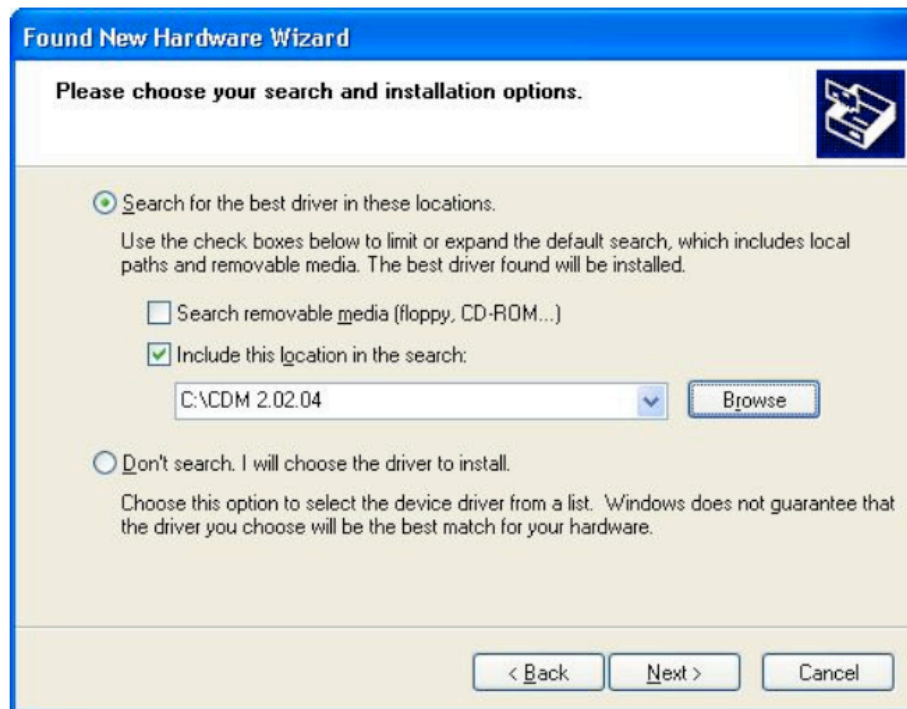 Found New Hardware Wizard
Please choose your search and installation options.
Search for the best driver in these locations.
Use the check boxes below to limit or expand the default search, which includes local
paths and removable media. The best driver found will be installed.
Search removable media (floppy, CD-ROM...)
Include this location in the search:
C:\CDM 2.02.04
Browse
Don't search. I will choose the driver to install.
Choose this option to select the device driver from a list. Windows does not guarantee that
the driver you choose will be the best match for your hardware.
< Back
Next >
Cancel